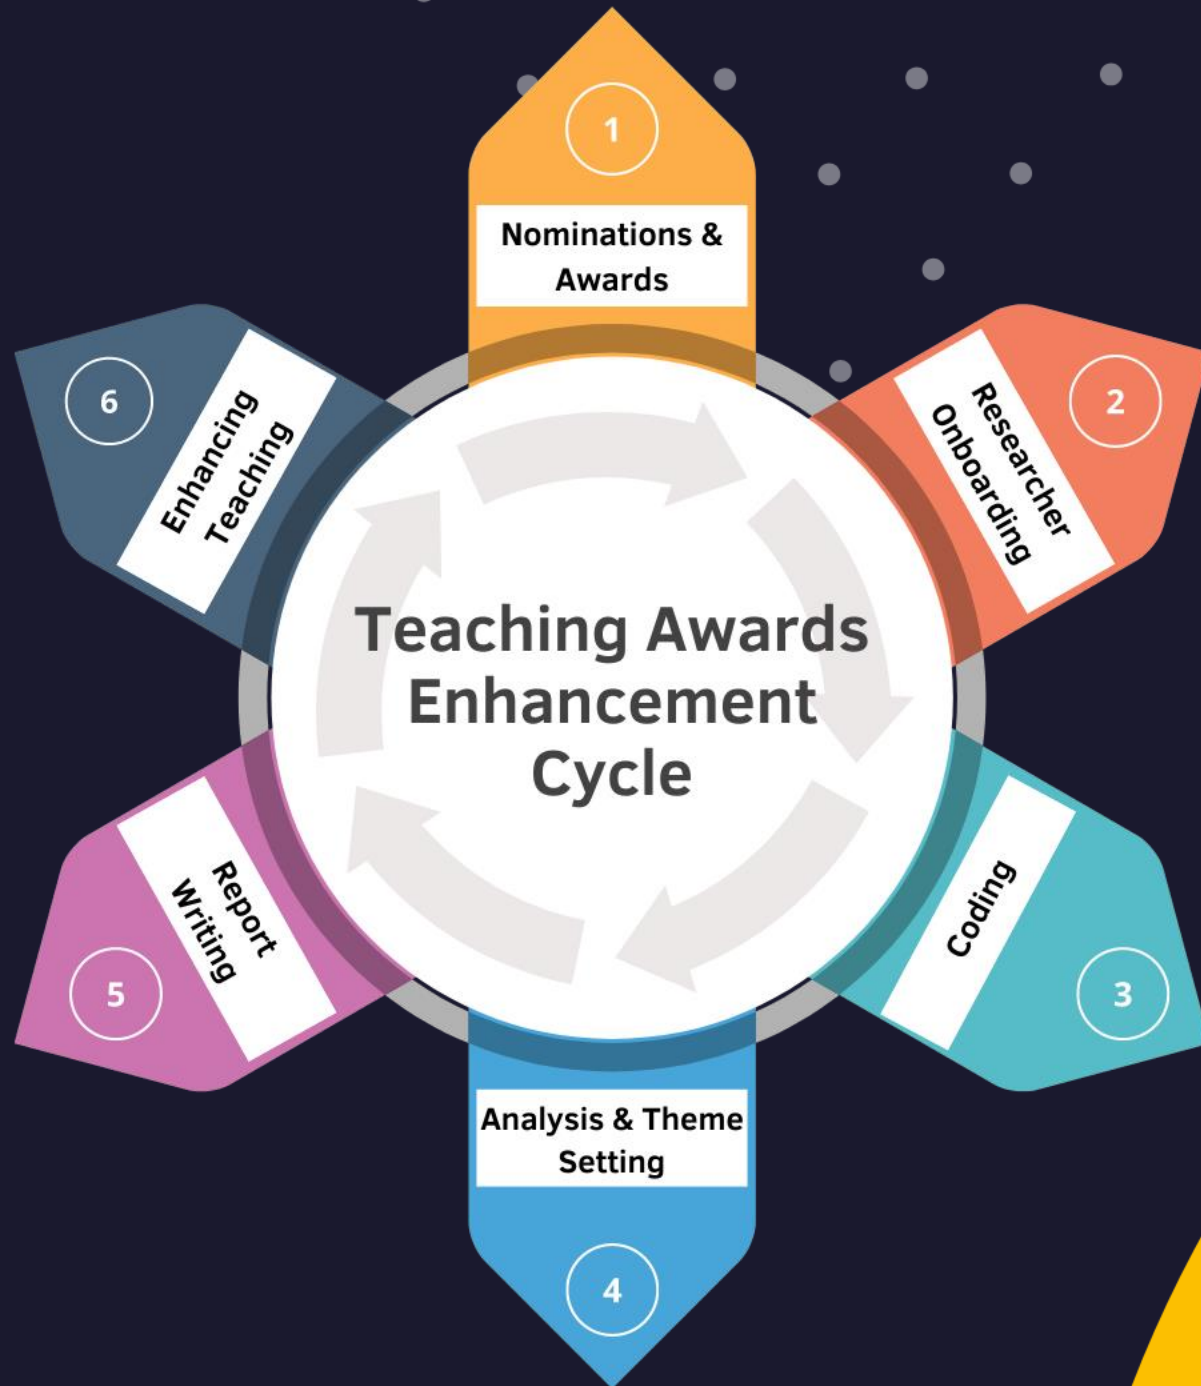 1
Nominations &
Awards
2
Researcher
Onboarding
3
Coding
4
Analysis & Theme
Setting
5
Report
Writing
6
Enhancing
Teaching
Teaching Awards
Enhancement
Cycle